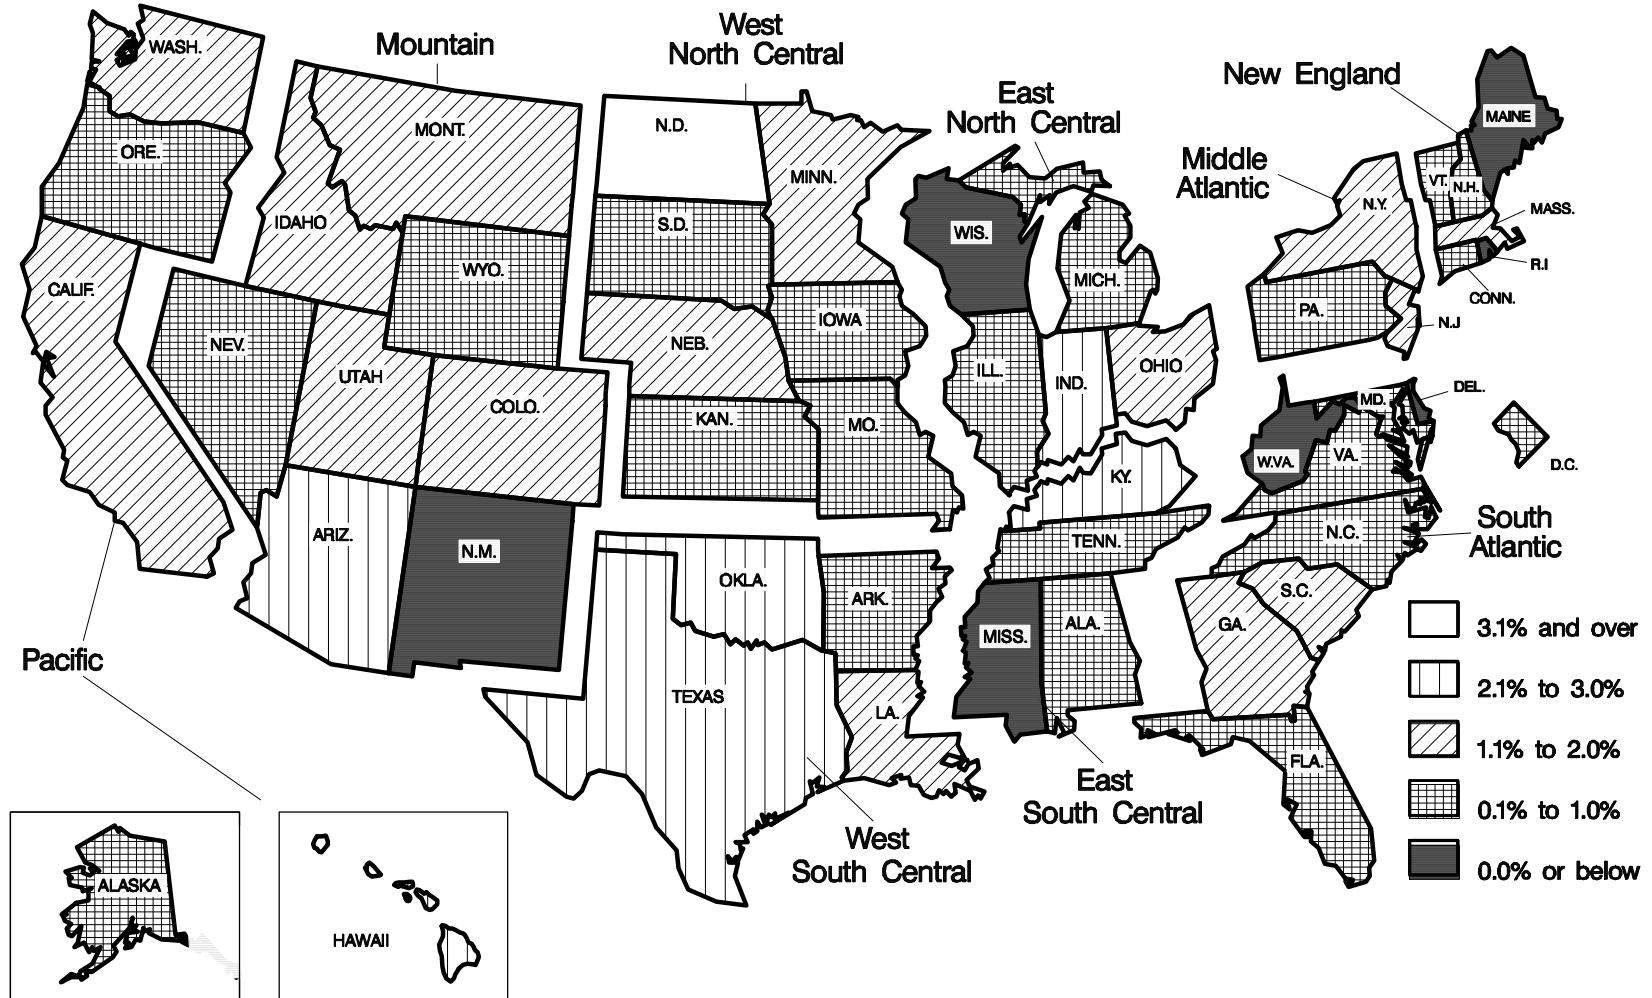 West
North Central
Mountain
WASH.
New England
East
North Central
MAINE
N.D.
MONT.
ORE.
Middle
Atlantic
MINN.
VT.
N.H.
N.Y.
MASS.
IDAHO
S.D.
WIS.
R.I
WYO.
MICH.
CALIF.
CONN.
PA.
IOWA
N.J
NEV.
NEB.
OHIO
ILL.
UTAH
IND.
DEL.
MD.
COLO.
KAN.
MO.
VA.
W.VA.
D.C.
KY.
South
Atlantic
ARIZ.
N.C.
TENN.
N.M.
OKLA.
S.C.
ARK.
GA.
ALA.
MISS.
3.1% and over
Pacific
2.1% to 3.0%
TEXAS
LA.
1.1% to 2.0%
FLA.
East
South Central
0.1% to 1.0%
West
South Central
0.0% or below
ALASKA
HAWAII